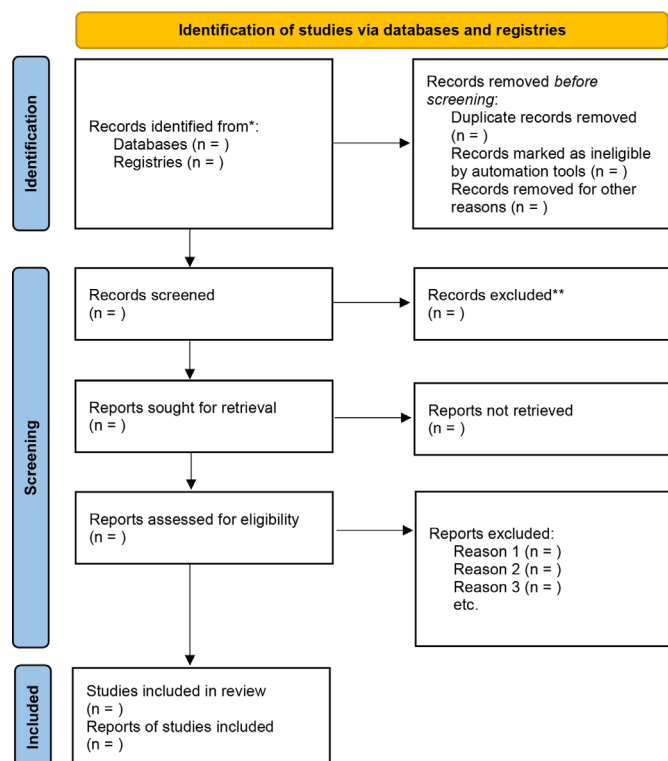 Identification of studies via databases and registries
Identification
Records identified from*:
Databases (n = )
Registries (n = )
Records removed before
screening:
Duplicate records removed
(n = )
Records marked as ineligible
by automation tools (n = )
Records removed for other
reasons (n = )
Screening
Records screened
(n = )
Records excluded**
(n = )
Reports sought for retrieval
(n = )
Reports not retrieved
(n = )
Reports assessed for eligibility
(n = )
Reports excluded:
Reason 1 (n = )
Reason 2 (n = )
Reason 3 (n = )
etc.
Included
Studies included in review
(n = )
Reports of studies included
(n = )